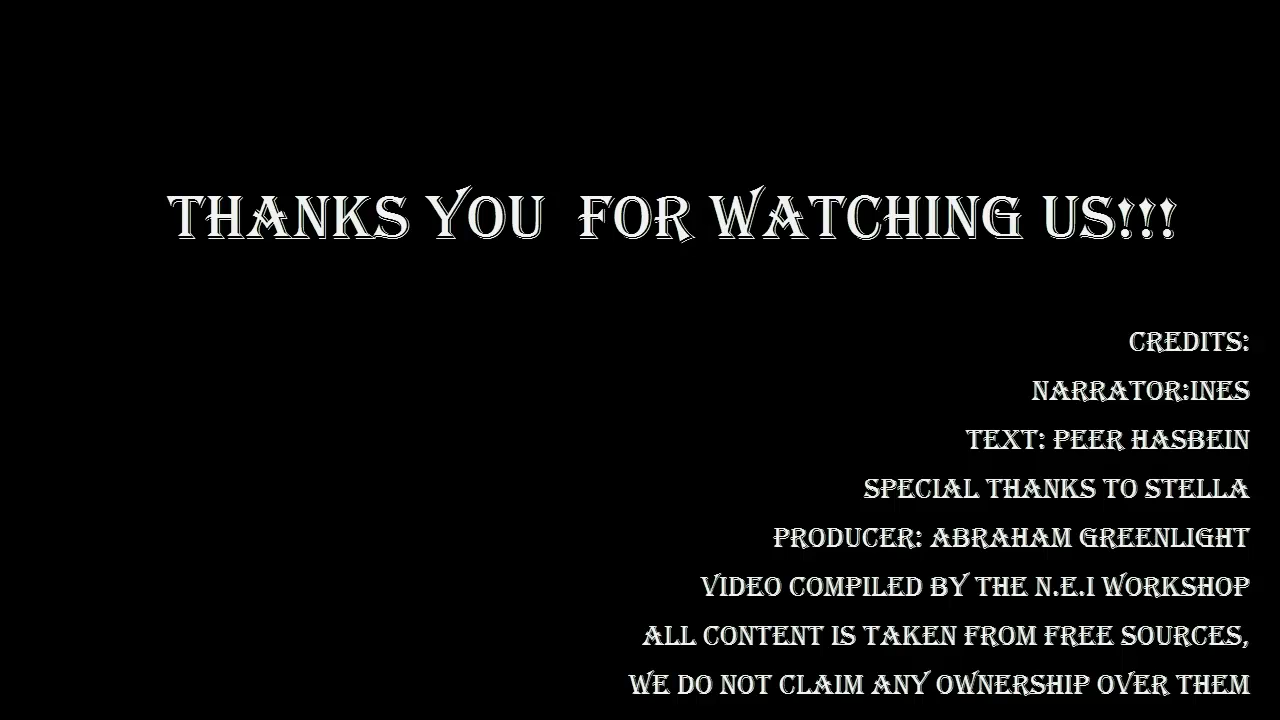 THANKS YOU  FOR WATCHING US!!!
CREDITS:
NARRATOR:INES
TEXT: PEER HASBEIN
SPECIAL THANKS TO STELLA
PRODUCER: ABRAHAM GREENLIGHT
VIDEO COMPILED BY THE N.E.I WORKSHOP
ALL CONTENT IS TAKEN FROM FREE SOURCES,
WE DO NOT CLAIM ANY OWNERSHIP OVER THEM